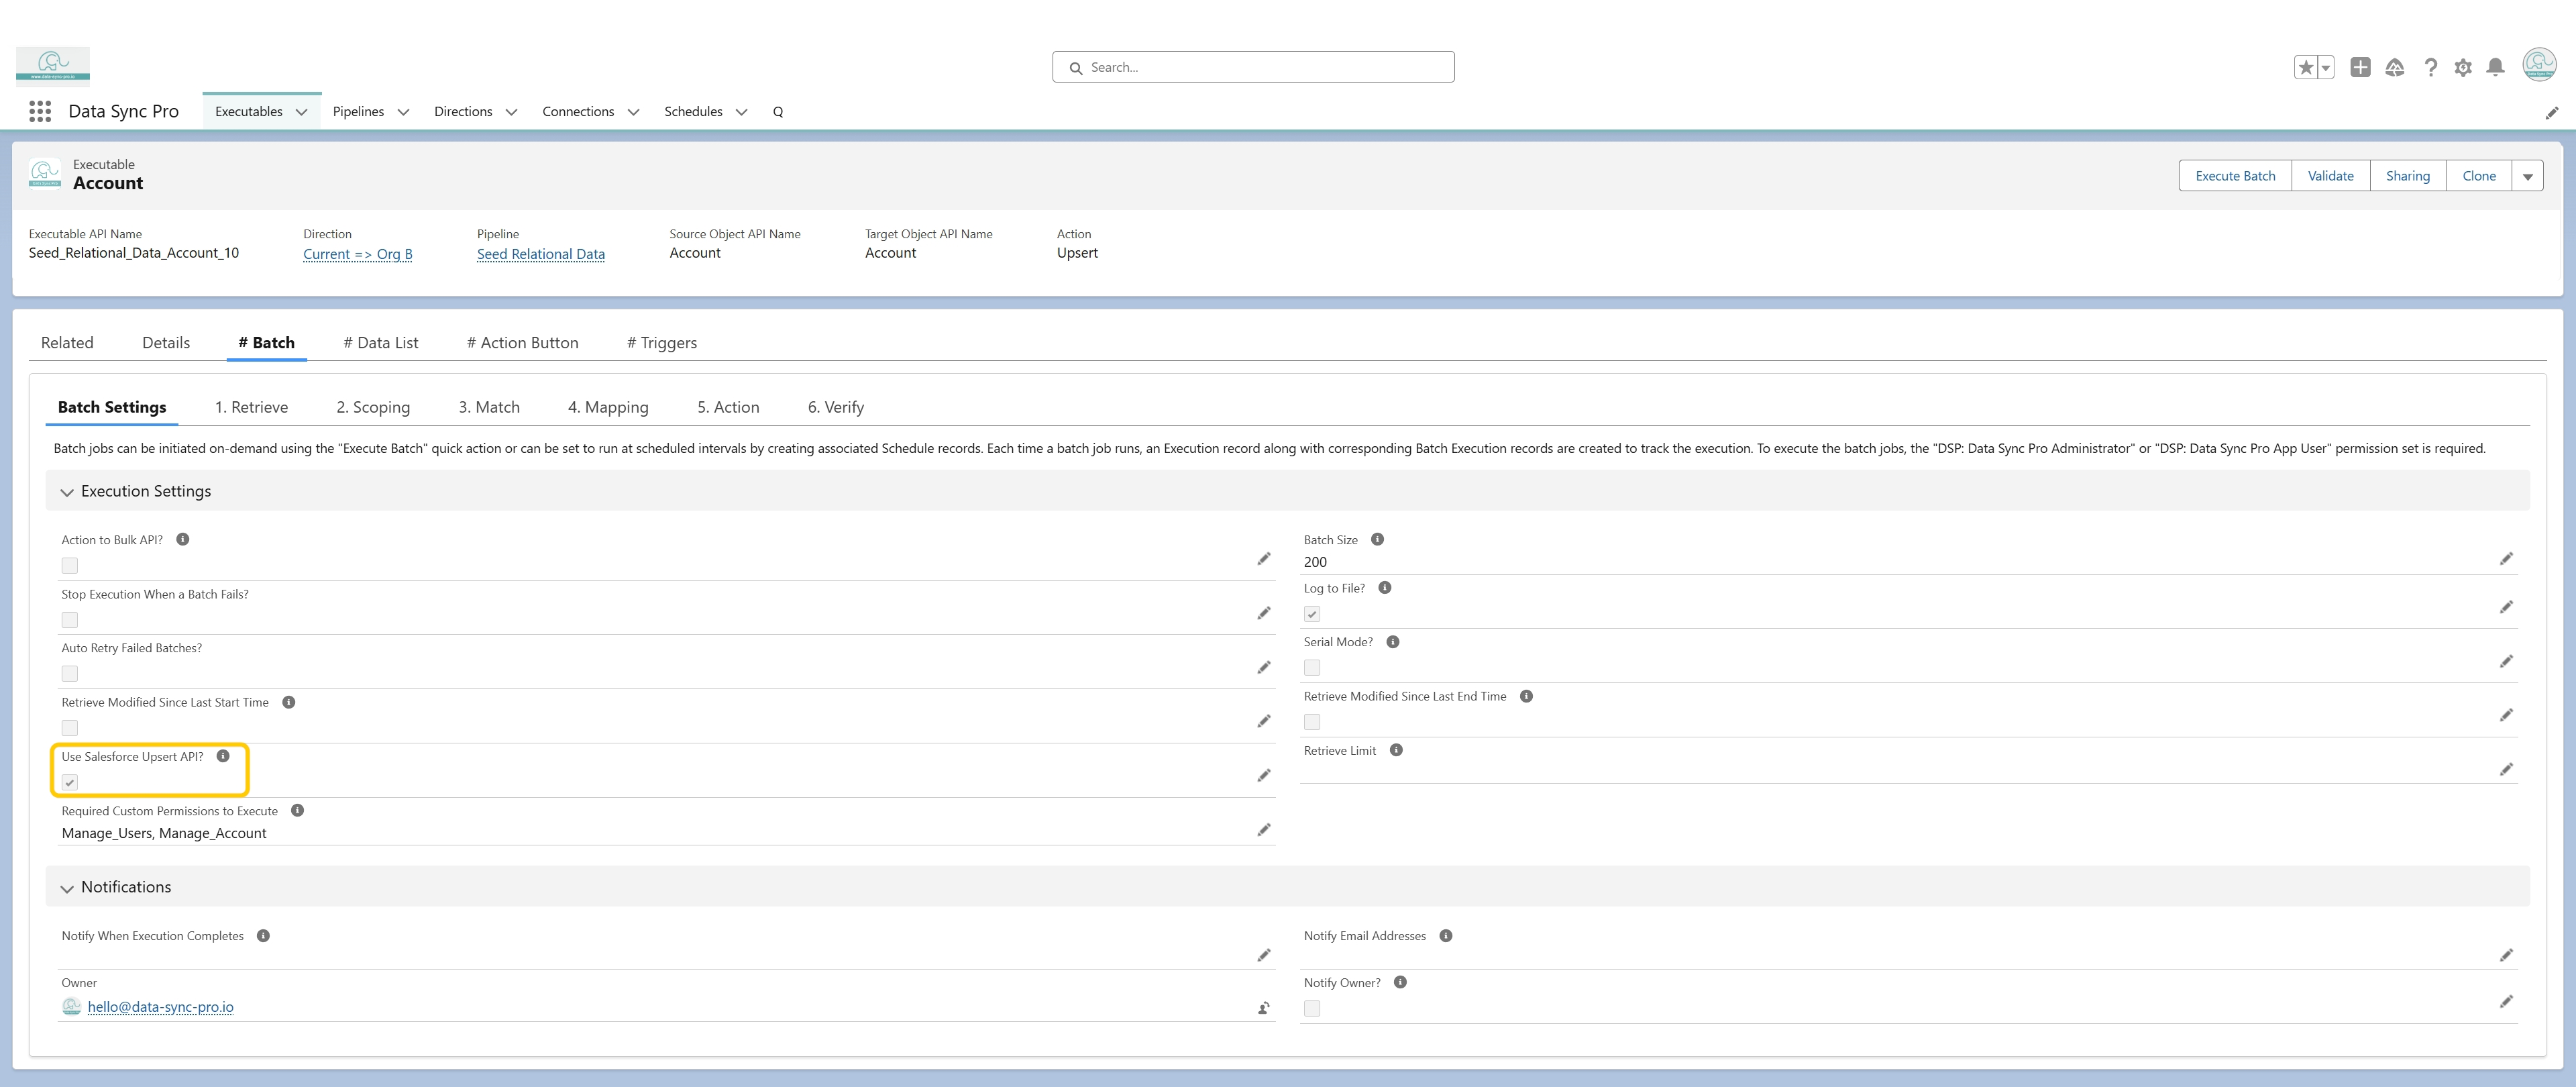 www.data-sync-pro.io
Search...
Data Sync Pro
Executables
Pipelines
Directions
Connections
Schedules
Q
Executable
Account
Execute Batch
Validate
Sharing
Clone
Executable API Name
Direction
Pipeline
Source Object API Name
Target Object API Name
Action
Seed_Relational_Data_Account_10
Current => Org B
Seed Relational Data
Account
Account
Upsert
Related
Details
# Batch
# Data List
# Action Button
# Triggers
Batch Settings
1. Retrieve
2. Scoping
3. Match
4. Mapping
5. Action
6. Verify
Batch jobs can be initiated on-demand using the "Execute Batch" quick action or can be set to run at scheduled intervals by creating associated Schedule records. Each time a batch job runs, an Execution record along with corresponding Batch Execution records are created to track the execution. To execute the batch jobs, the "DSP: Data Sync Pro Administrator" or "DSP: Data Sync Pro App User" permission set is required.
Execution Settings
Action to Bulk API?
Batch Size
200
Stop Execution When a Batch Fails?
Log to File?
Auto Retry Failed Batches?
Serial Mode?
Retrieve Modified Since Last Start Time
Retrieve Modified Since Last End Time
Use Salesforce Upsert API?
Retrieve Limit
Required Custom Permissions to Execute
Manage_Users, Manage_Account
Notifications
Notify When Execution Completes
Notify Email Addresses
Owner
Notify Owner?
hello@data-sync-pro.io